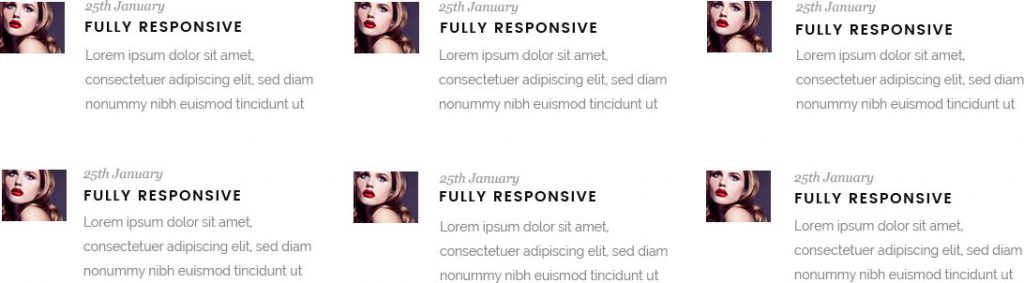 25th January
FULLY RESPONSIVE
Lorem ipsum dolor sit amet,
consectetuer adipiscing elit, sed diam
nonummy nibh euismod tincidunt ut
25th January
FULLY RESPONSIVE
Lorem ipsum dolor sit amet,
consectetuer adipiscing elit, sed diam
nonummy nibh euismod tincidunt ut
25th January
FULLY RESPONSIVE
Lorem ipsum dolor sit amet,
consectetuer adipiscing elit, sed diam
nonummy nibh euismod tincidunt ut
25th January
FULLY RESPONSIVE
Lorem ipsum dolor sit amet,
consectetuer adipiscing elit, sed diam
nonummy nibh euismod tincidunt ut
25th January
FULLY RESPONSIVE
Lorem ipsum dolor sit amet,
consectetuer adipiscing elit, sed diam
nonummy nibh euismod tincidunt ut
25th January
FULLY RESPONSIVE
Lorem ipsum dolor sit amet,
consectetuer adipiscing elit, sed diam
nonummy nibh euismod tincidunt ut